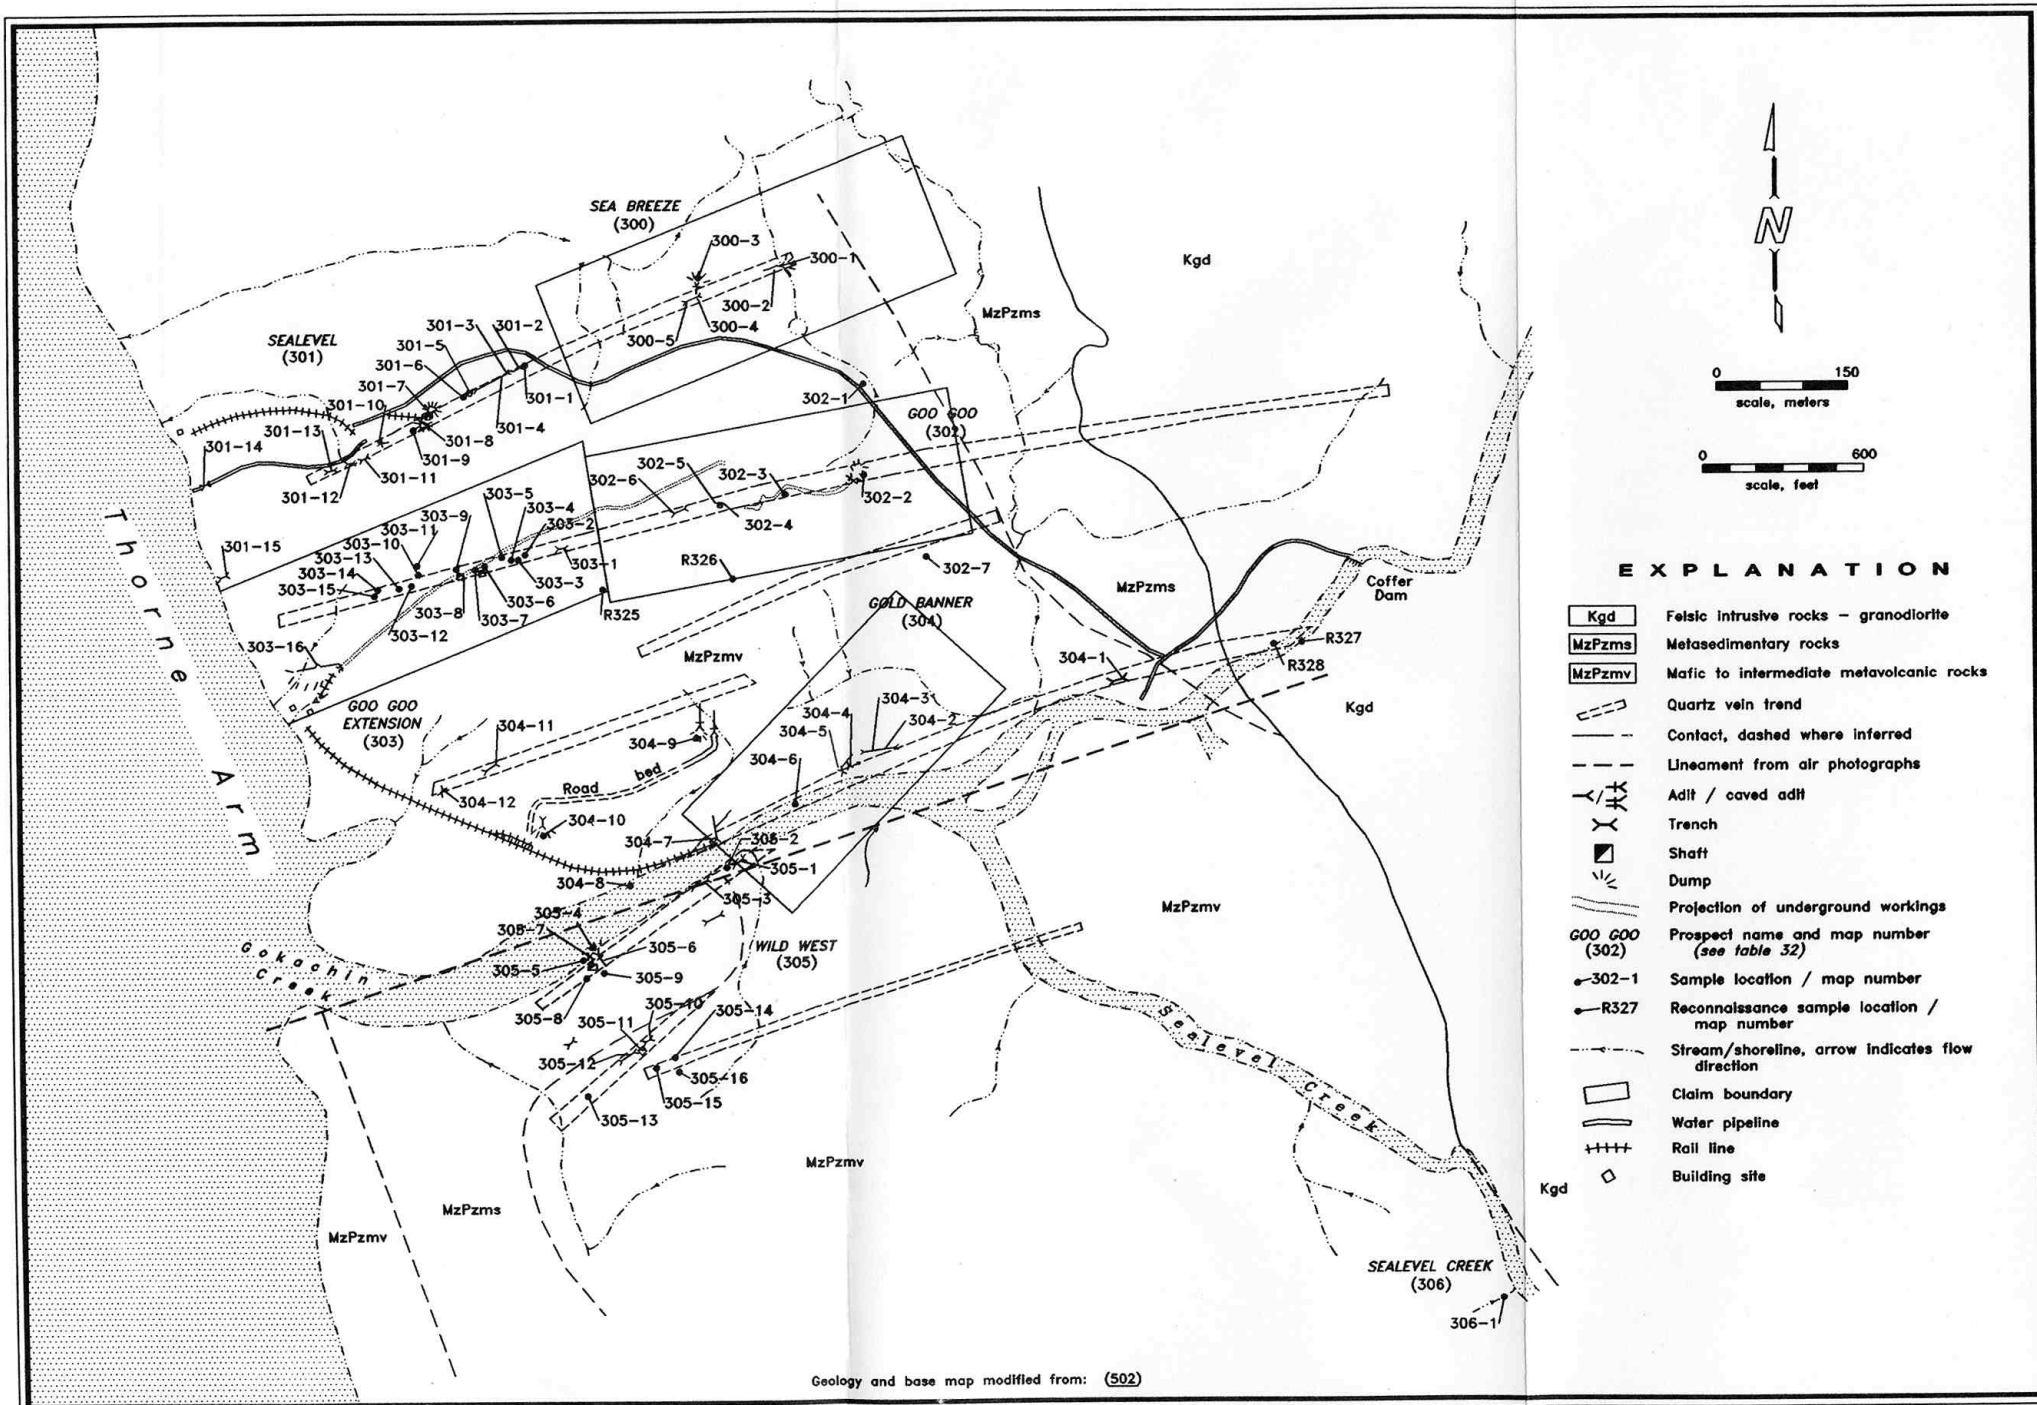 SEA BREEZE
(300)
300-3
300-1
300-2
300-4
300-5
Kgd
MzPzms
SEALEVEL
(301)
301-3
301-2
301-5
301-6
301-7
301-10
301-1
301-4
301-8
301-9
301-13
301-14
301-11
301-12
302-1
GOO GOO
(302)
302-5
302-3
302-6
302-2
302-4
302-7
303-5
303-4
303-9
303-2
303-11
303-10
303-13
303-14
303-15
301-15
303-1
303-3
303-6
303-8
303-7
303-12
303-16
R326
R325
MzPzms
Coffer
Dam
GOLD BANNER
(304)
MzPzmv
304-1
R327
R328
Kgd
GOO GOO
EXTENSION
(303)
304-11
304-9
304-3
304-4
304-2
304-5
304-6
Road bed
304-12
304-10
304-7
304-8
305-2
305-1
305-3
305-4
305-7
305-6
305-5
305-9
305-8
WILD WEST
(305)
MzPzmv
305-10
305-14
305-11
305-12
305-16
305-15
305-13
Thorne Arm
Gokachin
Creek
Sealevel Creek
MzPzmv
MzPzms
MzPzmv
Kgd
SEALEVEL CREEK
(306)
306-1
Geology and base map modified from: (502)
N
0 150
scale, meters
0 600
scale, feet
EXPLANATION
Kgd Felsic intrusive rocks – granodiorite
MzPzms Metasedimentary rocks
MzPzmv Mafic to intermediate metavolcanic rocks
Quartz vein trend
Contact, dashed where inferred
Lineament from air photographs
Adit / caved adit
Trench
Shaft
Dump
Projection of underground workings
GOO GOO Prospect name and map number
(302) (see table 32)
302-1 Sample location / map number
R327 Reconnaissance sample location /
map number
Stream/shoreline, arrow indicates flow
direction
Claim boundary
Water pipeline
Rail line
Building site